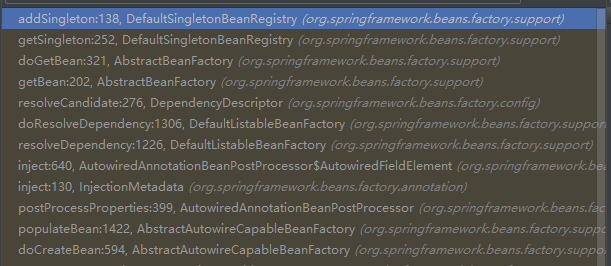 addSingleton:138, DefaultSingletonBeanRegistry (org.springframework.beans.factory.support)
getSingleton:252, DefaultSingletonBeanRegistry (org.springframework.beans.factory.support)
doGetBean:321, AbstractBeanFactory (org.springframework.beans.factory.support)
getBean:202, AbstractBeanFactory (org.springframework.beans.factory.support)
resolveCandidate:276, DependencyDescriptor (org.springframework.beans.factory.config)
doResolveDependency:1306, DefaultListableBeanFactory (org.springframework.beans.factory.suppor
resolveDependency:1226, DefaultListableBeanFactory (org.springframework.beans.factory.support)
inject:640, AutowiredAnnotationBeanPostProcessor$AutowiredFieldElement (org.springframework.b
inject:130, InjectionMetadata (org.springframework.beans.factory.annotation)
postProcessProperties:399, AutowiredAnnotationBeanPostProcessor (org.springframework.beans.fac
populateBean:1422, AbstractAutowireCapableBeanFactory (org.springframework.beans.factory.supp
doCreateBean:594, AbstractAutowireCapableBeanFactory (org.springframework.beans.factory.supp